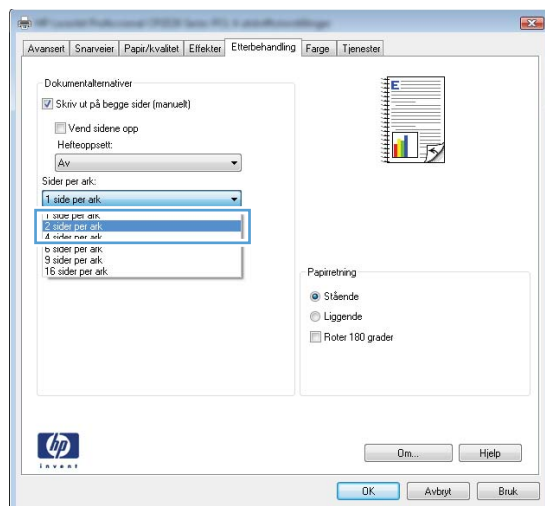 Avansert Snarveier Papir/kvalitet Effekter Etterbehandling Farge Tjenester
Dokumentalternativer
Skriv ut på begge sider (manuelt)
Vend sidene opp
Hefteoppsett:
Av
Sider per ark:
1 side per ark
1 side per ark
2 sider per ark
4 sider per ark
6 sider per ark
9 sider per ark
16 sider per ark
E
Papirretning
Stående
Liggende
Roter 180 grader
hp
invent
Om... Hjelp
OK Avbryt Bruk